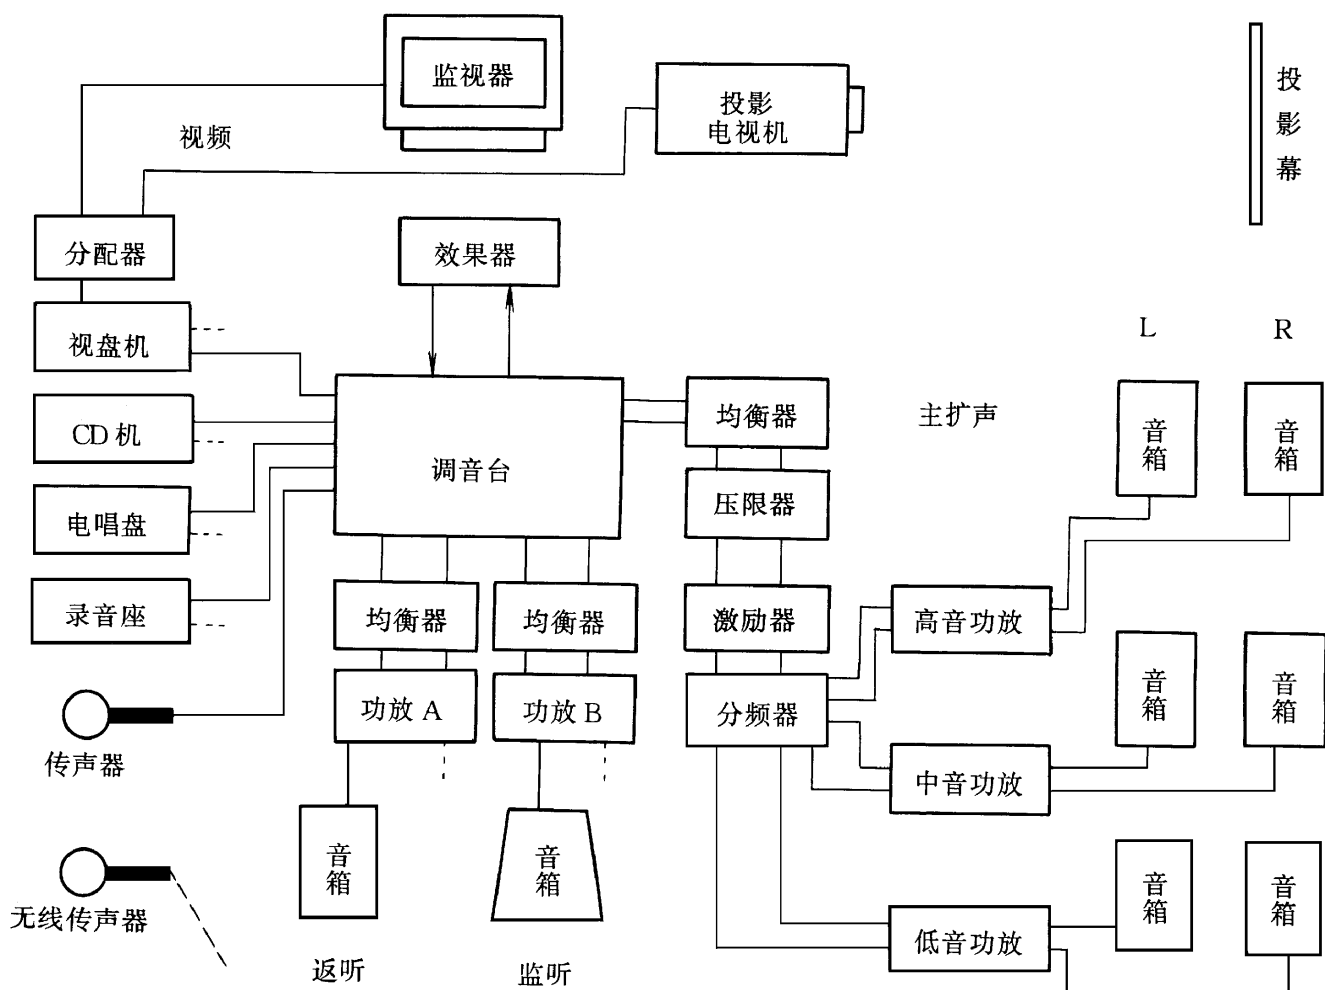 监视器
投影
电视机
投影幕
视频
分配器
效果器
视盘机
L
R
CD机
均衡器
主扩声
音箱
音箱
调音台
电唱盘
压限器
录音座
均衡器
均衡器
激励器
高音功放
音箱
音箱
功放A
功放B
分频器
传声器
中音功放
音箱
音箱
音箱
音箱
无线传声器
低音功放
返听
监听